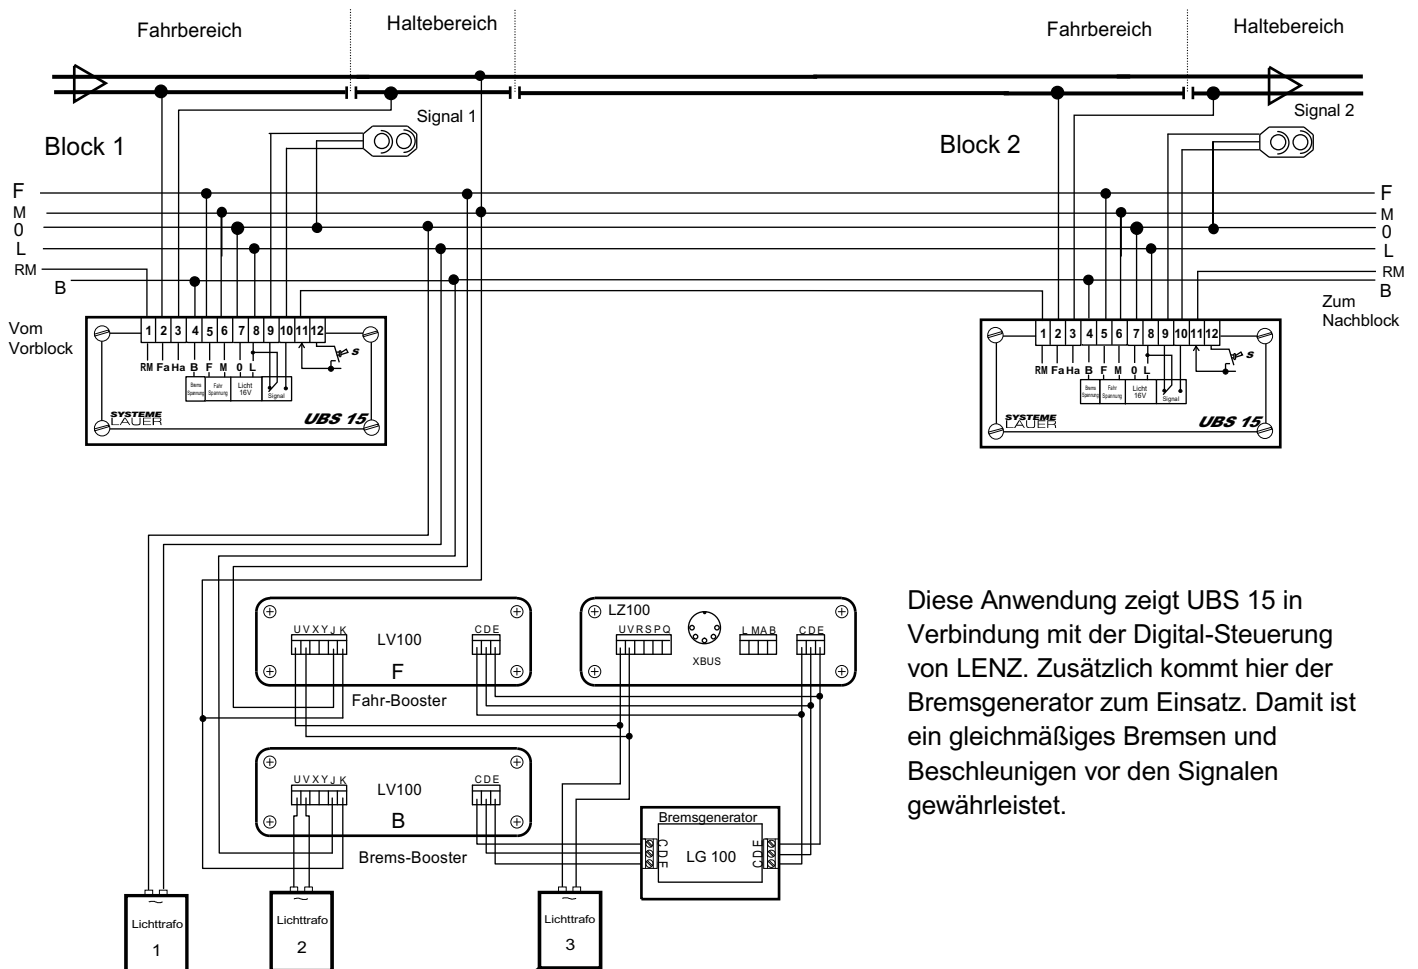 Fahrbereich
Haltebereich
Fahrbereich
Haltebereich
Signal 1
Signal 2
Block 1
Block 2
F
M
0
L
RM
B
F
M
0
L
RM
B
Vom
Vorblock
Zum
Nachblock
1 2 3 4 5 6 7 8 9 10 11 12
S
RM Fa Ha B F M 0 L
Brems
Spannung
Fahr
Spannung
Licht
16V
Signal
SYSTEME
LAUER
UBS 15
1 2 3 4 5 6 7 8 9 10 11 12
S
RM Fa Ha B F M 0 L
Brems
Spannung
Fahr
Spannung
Licht
16V
Signal
SYSTEME
LAUER
UBS 15
UVXYJK
LV100
CDE
F
Fahr-Booster
LZ100
UVRSPQ
XBUS
LMAB
CDE
UVXYJK
LV100
CDE
B
Brems-Booster
Bremsgenerator
CDE
LG 100
CDE
~
Lichttrafo
1
~
Lichttrafo
2
~
Lichttrafo
3
Diese Anwendung zeigt UBS 15 in
Verbindung mit der Digital-Steuerung
von LENZ. Zusätzlich kommt hier der
Bremsgenerator zum Einsatz. Damit ist
ein gleichmäßiges Bremsen und
Beschleunigen vor den Signalen
gewährleistet.